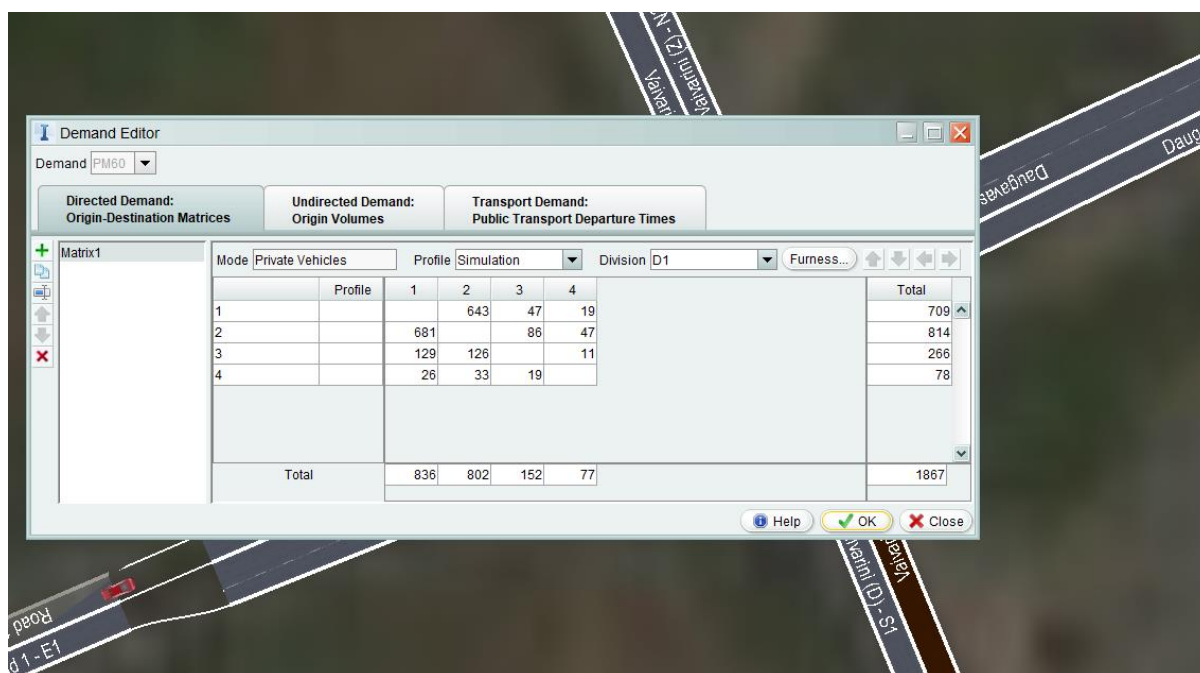 Vaivarini (Z) - N
Vaivari
Daugavas
Daug
Demand Editor
Demand PM60
Directed Demand: Origin-Destination Matrices
Undirected Demand: Origin Volumes
Transport Demand: Public Transport Departure Times
Matrix1
Mode Private Vehicles Profile Simulation Division D1 Furness...
Profile 1 2 3 4 Total
1 643 47 19 709
2 681 86 47 814
3 129 126 11 266
4 26 33 19 78
Total 836 802 152 77 1867
Help OK Close
Road
d 1 - E1
aivarini (D) - S1
Vaiva